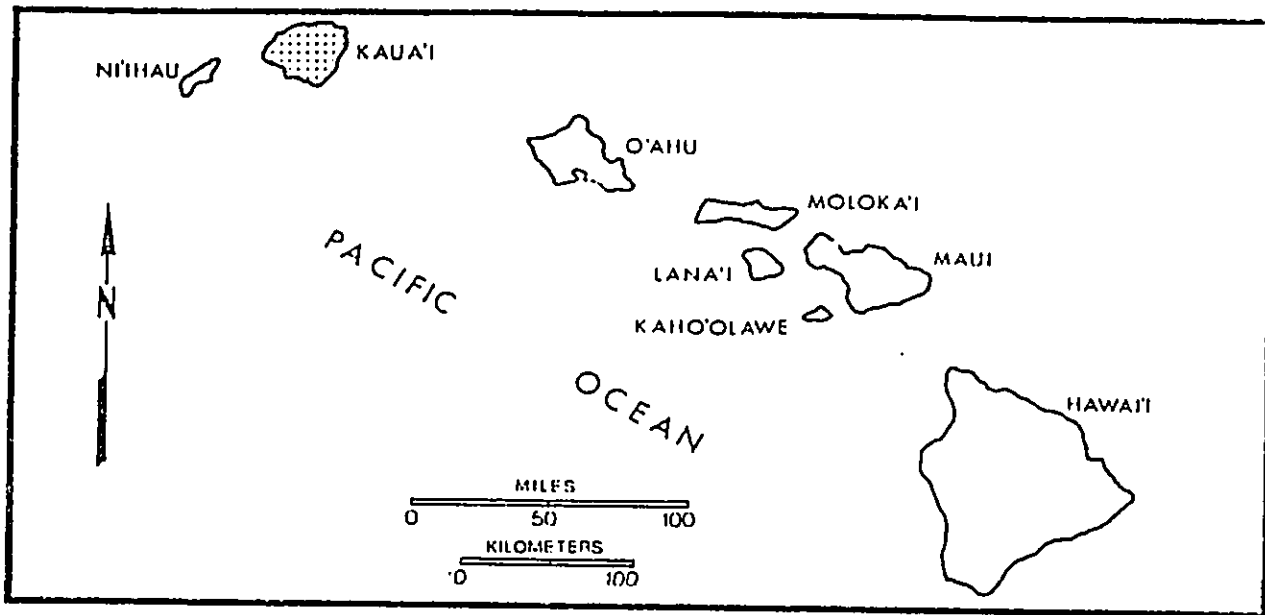 NI'IHAU
KAUA'I
O'AHU
MOLOKA'I
LANA'I
MAUI
KAHO'OLAWE
HAWAI'I
PACIFIC
OCEAN
N
MILES
0 50 100
KILOMETERS
0 100